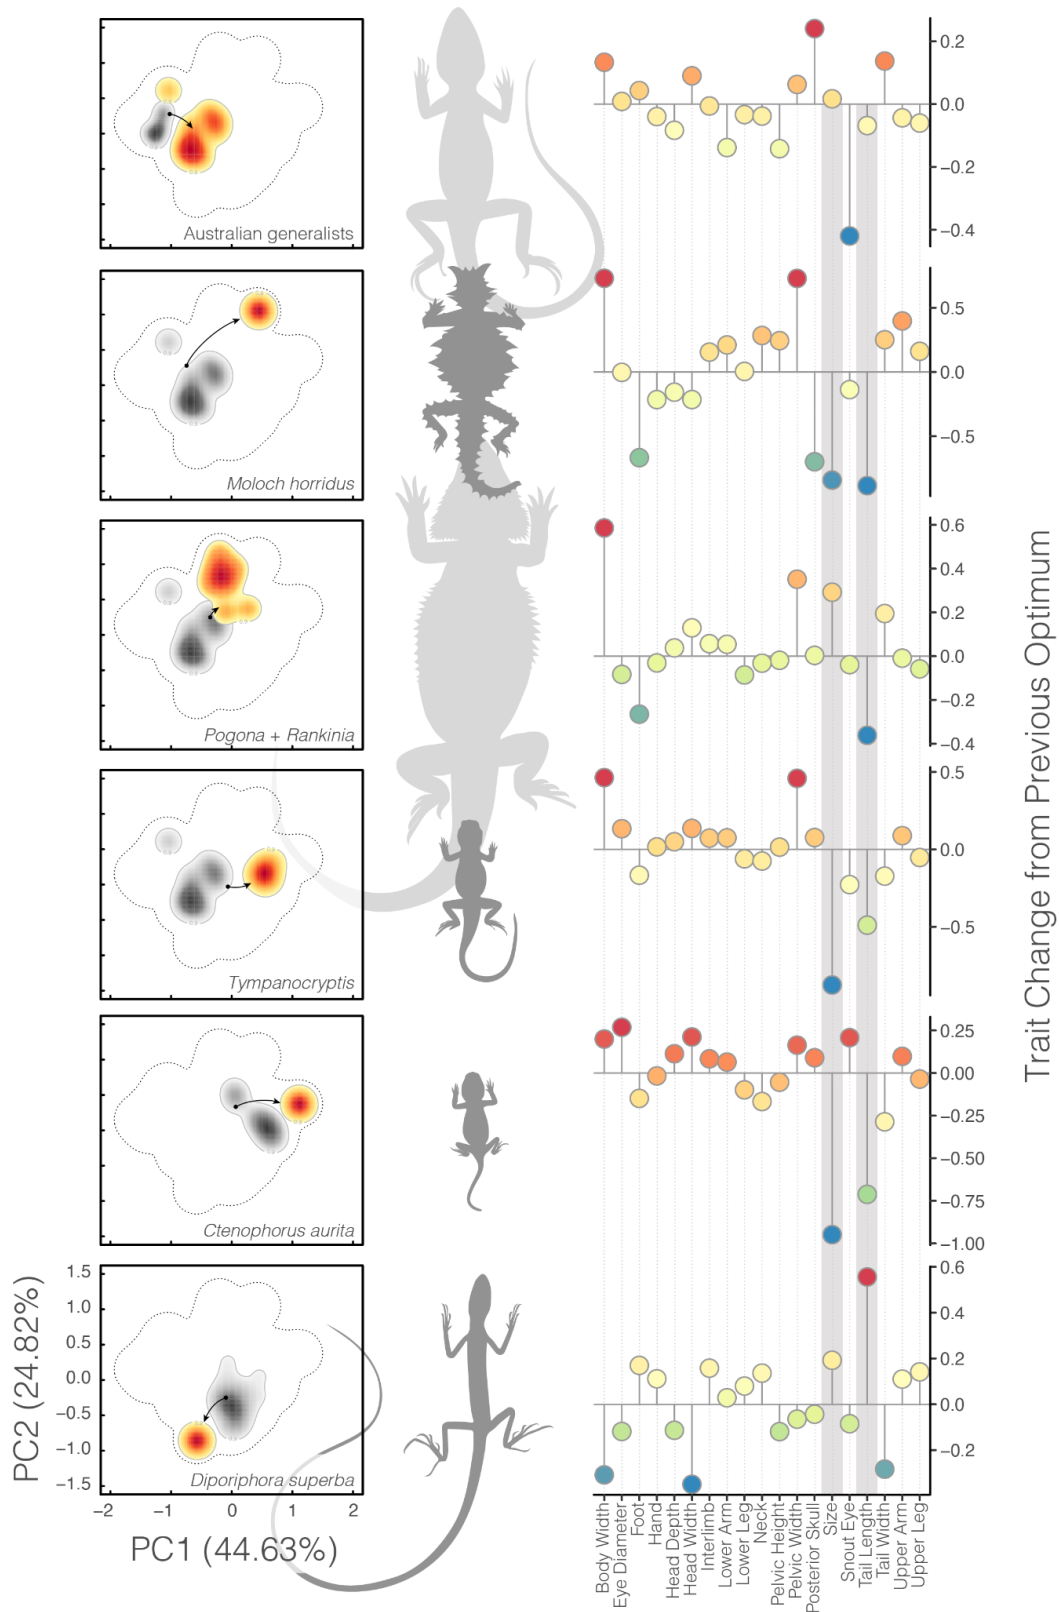 Australian generalists
0.2
0.0
−0.2
−0.4
Moloch horridus
0.5
0.0
−0.5
Pogona + Rankinia
0.6
0.4
0.2
0.0
−0.2
−0.4
Tympanocryptis
0.5
0.0
−0.5
Ctenophorus aurita
0.25
0.00
−0.25
−0.50
−0.75
−1.00
Diporiphora superba
1.5
1.0
0.5
0.0
−0.5
−1.0
−1.5
−2
−1
0
1
2
PC2 (24.82%)
PC1 (44.63%)
0.6
0.4
0.2
0.0
−0.2
Body Width
Eye Diameter
Foot
Hand
Head Depth
Head Width
Interlimb
Lower Arm
Lower Leg
Neck
Pelvic Height
Pelvic Width
Posterior Skull
Size
Snout Eye
Tail Length
Tail Width
Upper Arm
Upper Leg
Trait Change from Previous Optimum